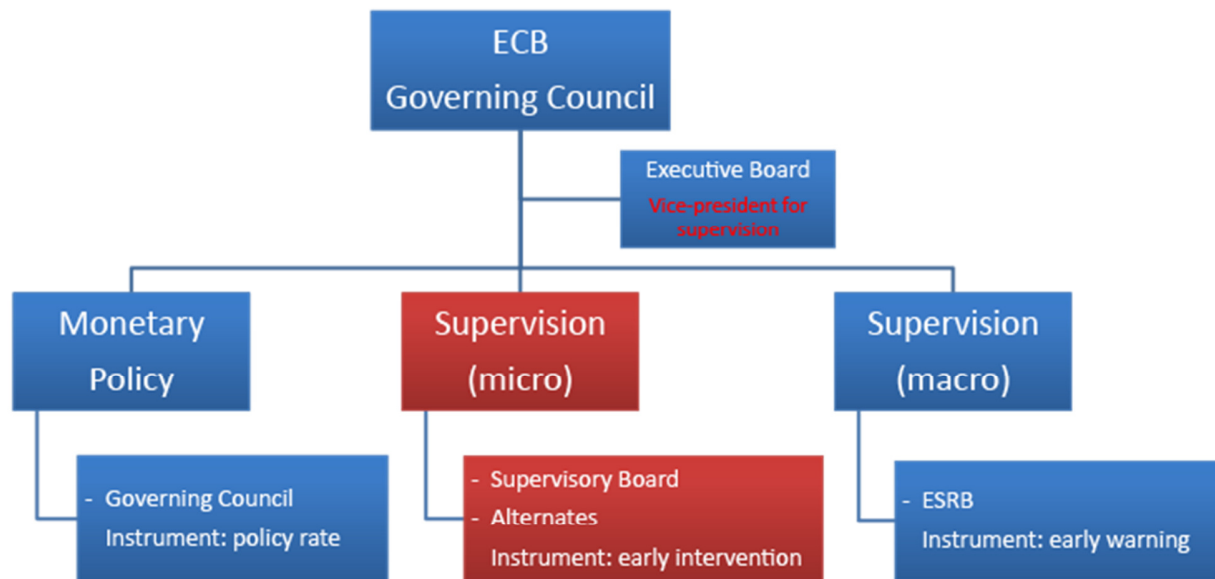 ECB
Governing Council
Executive Board
Vice-president for
supervision
Monetary
Policy
Supervision
(micro)
Supervision
(macro)
- Governing Council
Instrument: policy rate
- Supervisory Board
- Alternates
Instrument: early intervention
- ESRB
Instrument: early warning